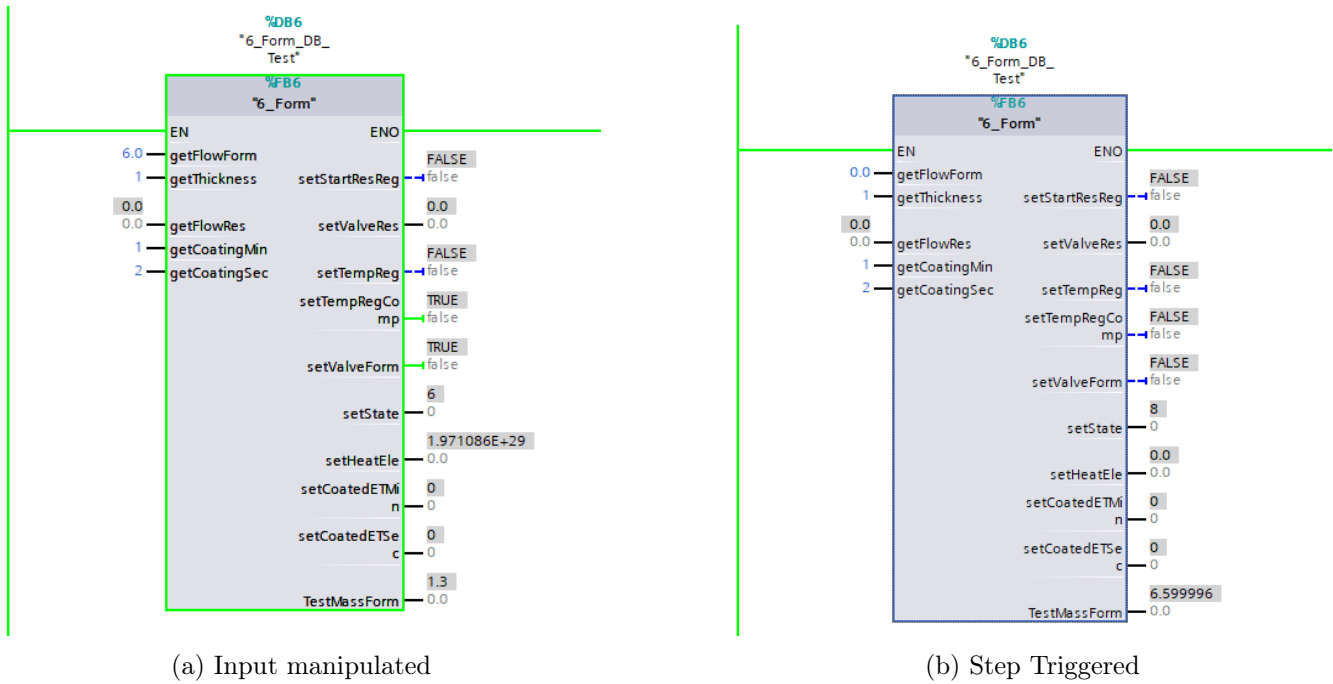 %DB6
"6_Form_DB_
Test"
%FB6
"6_Form"
EN ENO
6.0 getFlowForm
FALSE
1 getThickness setStartResReg false
0.0 0.0
0.0 getFlowRes setValveRes 0.0
1 getCoatingMin
FALSE
2 getCoatingSec setTempReg false
setTempRegCo TRUE
mp false
TRUE
setValveForm false
6
setState 0
1.971086E+29
setHeatEle 0.0
setCoatedETMi 0
n 0
setCoatedETSe 0
c 0
1.3
TestMassForm 0.0
(a) Input manipulated
%DB6
"6_Form_DB_
Test"
%FB6
"6_Form"
EN ENO
0.0 getFlowForm
FALSE
1 getThickness setStartResReg false
0.0 0.0
0.0 getFlowRes setValveRes 0.0
1 getCoatingMin
FALSE
2 getCoatingSec setTempReg false
setTempRegCo FALSE
mp false
FALSE
setValveForm false
8
setState 0
0.0
setHeatEle 0.0
setCoatedETMi 0
n 0
setCoatedETSe 0
c 0
6.599996
TestMassForm 0.0
(b) Step Triggered